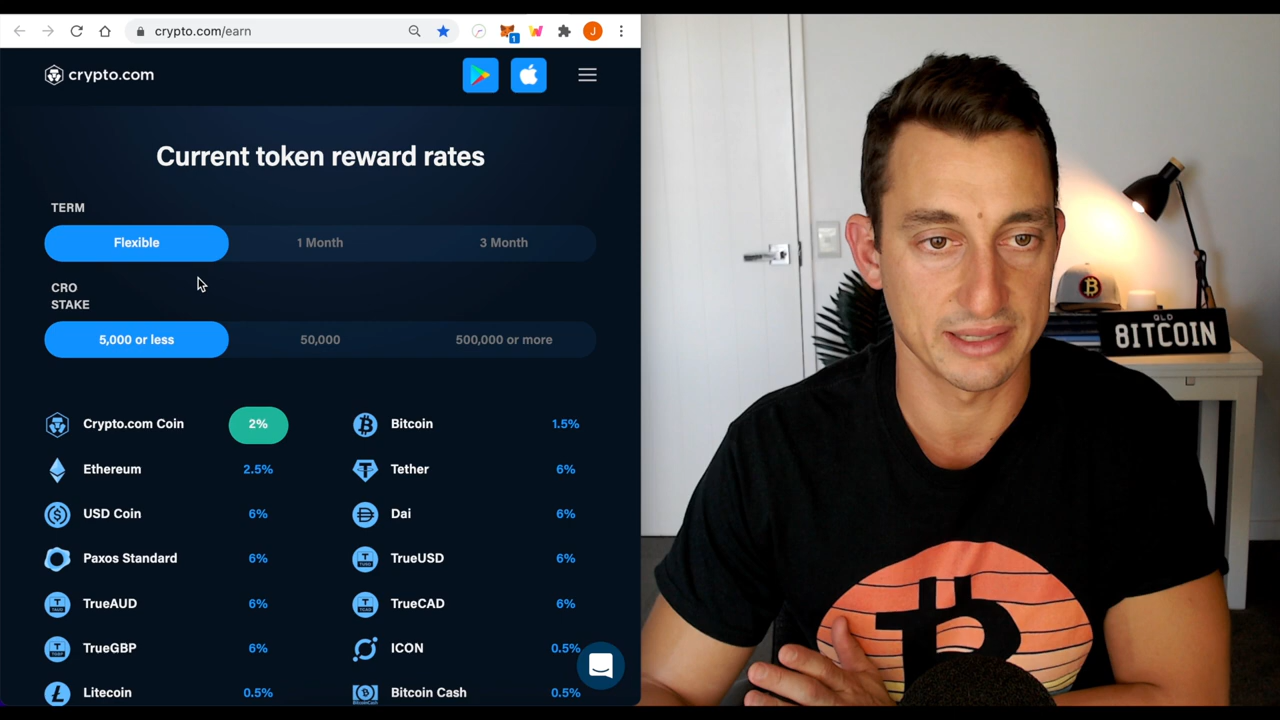 crypto.com/earn
1
J
crypto.com
Current token reward rates
TERM
Flexible
1 Month
3 Month
CRO
STAKE
5,000 or less
50,000
500,000 or more
Crypto.com Coin
2%
Bitcoin
1.5%
Ethereum
2.5%
Tether
6%
USD Coin
6%
Dai
6%
Paxos Standard
6%
TrueUSD
6%
TrueAUD
6%
TrueCAD
6%
TrueGBP
6%
ICON
0.5%
Litecoin
0.5%
Bitcoin Cash
0.5%
QLD
8ITCOIN